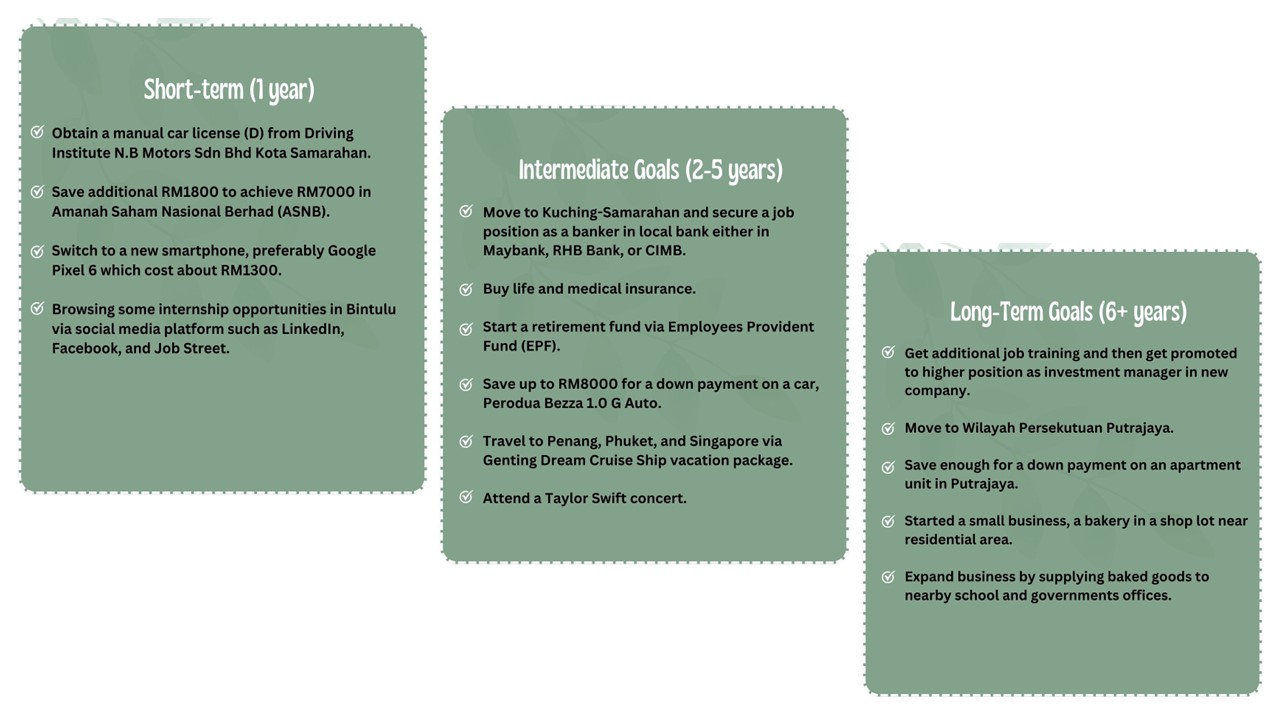 Short-term (1 year)
Obtain a manual car license (D) from Driving
Institute N.B Motors Sdn Bhd Kota Samarahan.
Save additional RM1800 to achieve RM7000 in
Amanah Saham Nasional Berhad (ASNB).
Switch to a new smartphone, preferably Google
Pixel 6 which cost about RM1300.
Browsing some internship opportunities in Bintulu
via social media platform such as LinkedIn,
Facebook, and Job Street.
Intermediate Goals (2-5 years)
Move to Kuching-Samarahan and secure a job
position as a banker in local bank either in
Maybank, RHB Bank, or CIMB.
Buy life and medical insurance.
Start a retirement fund via Employees Provident
Fund (EPF).
Save up to RM8000 for a down payment on a car,
Perodua Bezza 1.0 G Auto.
Travel to Penang, Phuket, and Singapore via
Genting Dream Cruise Ship vacation package.
Attend a Taylor Swift concert.
Long-Term Goals (6+ years)
Get additional job training and then get promoted
to higher position as investment manager in new
company.
Move to Wilayah Persekutuan Putrajaya.
Save enough for a down payment on an apartment
unit in Putrajaya.
Started a small business, a bakery in a shop lot near
residential area.
Expand business by supplying baked goods to
nearby school and governments offices.